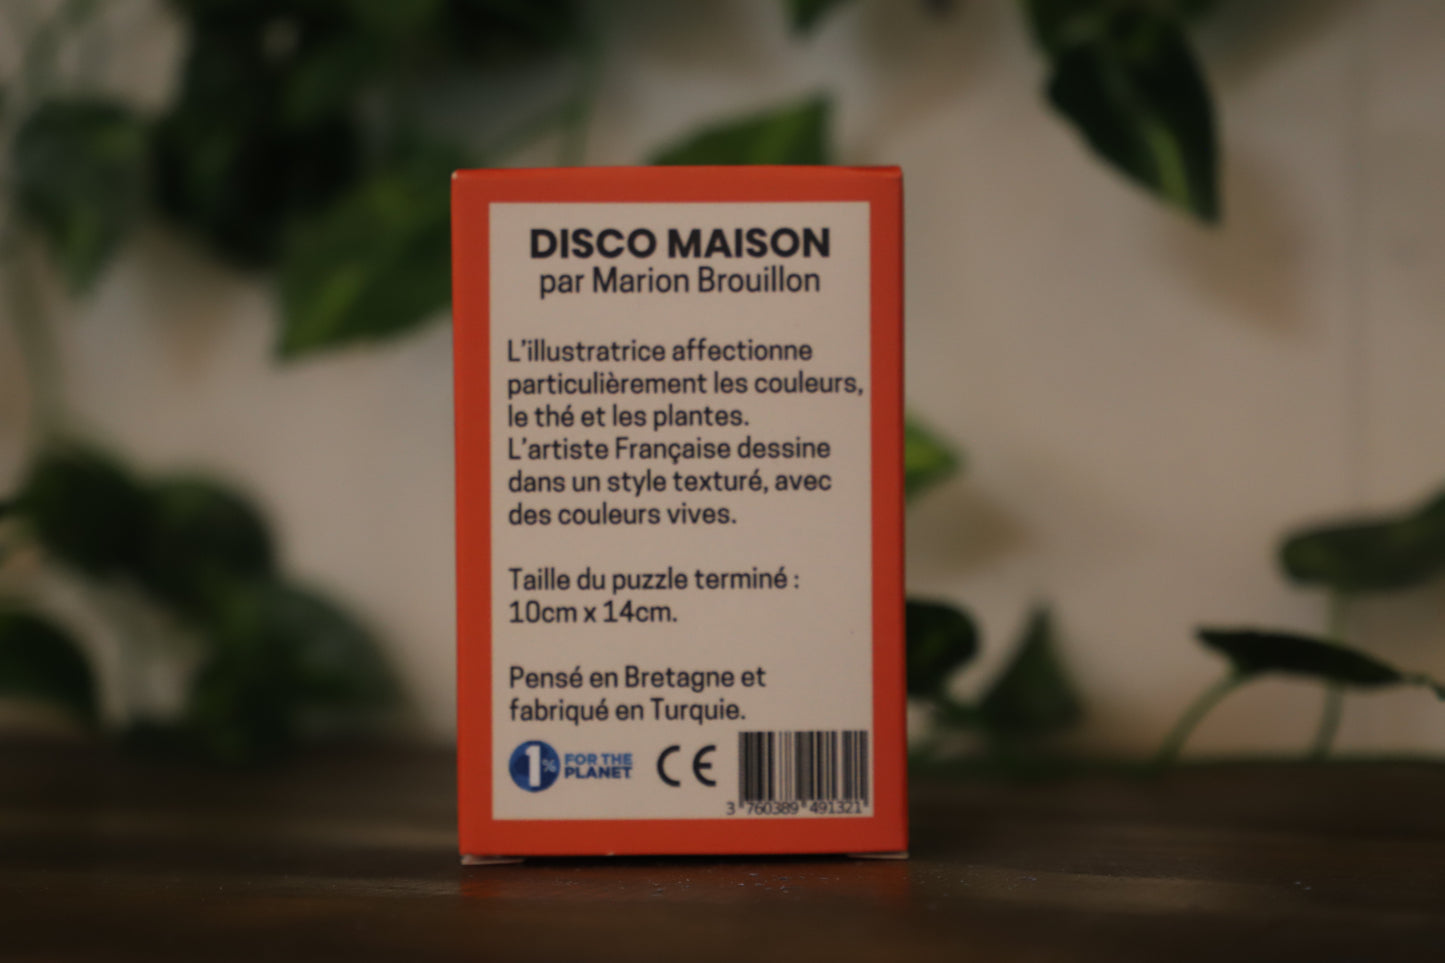 DISCO MAISON
par Marion Brouillon
L'illustratrice affectionne
particulièrement les couleurs,
le thé et les plantes.
L'artiste Française dessine
dans un style texturé, avec
des couleurs vives.
Taille du puzzle terminé :
10cm x 14cm.
Pensé en Bretagne et
fabriqué en Turquie.
1% FOR THE
PLANET
CE
3 760389 491321